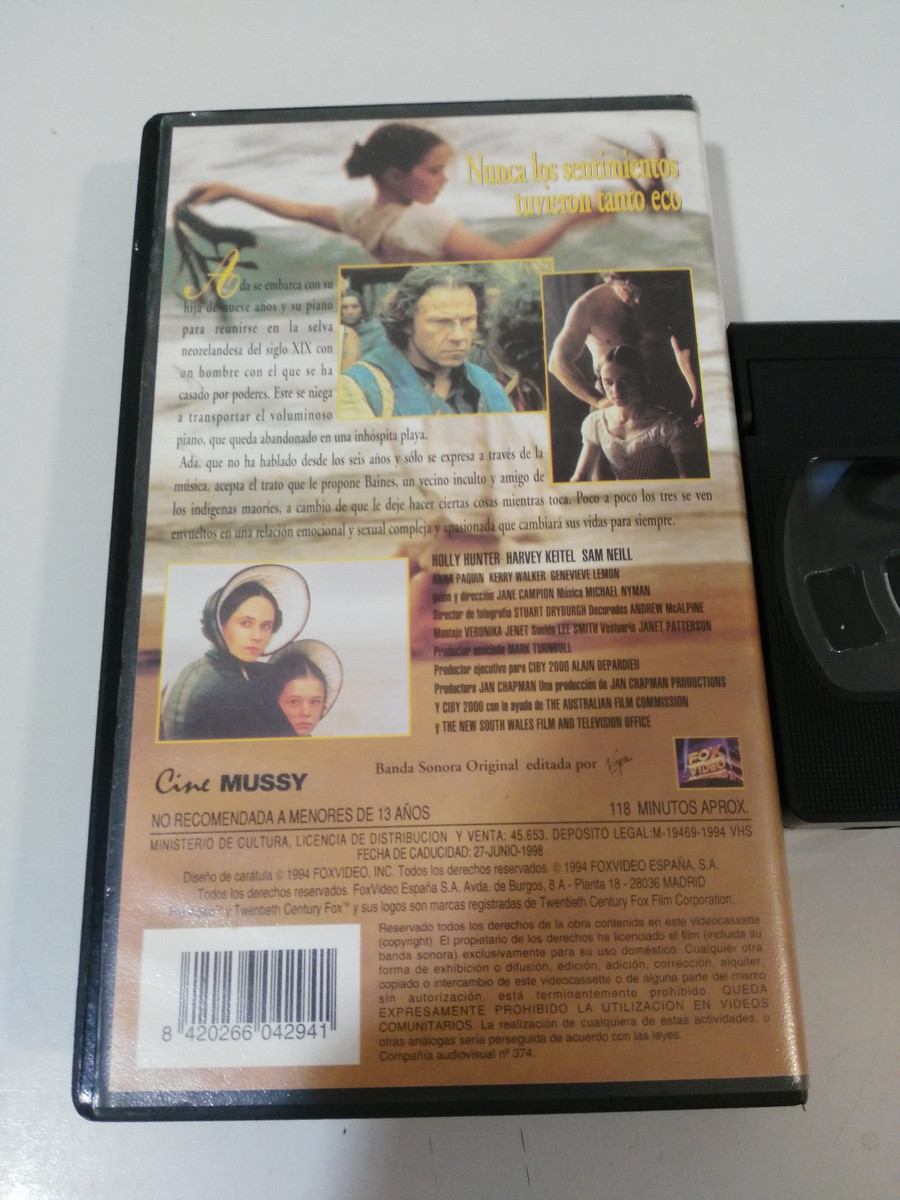 Nunca los sentimientos
tuvieron tanto eco
Ada se embarca con su
hija de nueve años y su piano
para reunirse en la selva
neozelandesa del siglo XIX con
un hombre con el que se ha
casado por poderes. Este se niega
a transportar el voluminoso
piano, que queda abandonado en una inhóspita playa.
Ada, que no ha hablado desde los seis años y sólo se expresa a través de la
música, acepta el trato que le propone Baines, un vecino inculto y amigo de
los indígenas maoríes, a cambio de que le deje hacer ciertas cosas mientras toca. Poco a poco los tres se ven
envueltos en una relación emocional y sexual compleja y apasionada que cambiará sus vidas para siempre.
HOLLY HUNTER HARVEY KEITEL SAM NEILL
ANNA PAQUIN KERRY WALKER GENEVIEVE LEMON
guión y dirección JANE CAMPION Música MICHAEL NYMAN
Director de fotografía STUART DRYBURGH Decorados ANDREW McALPINE
Montaje VERONIKA JENET Sonido LEE SMITH Vestuario JANET PATTERSON
Productor asociado MARK TURNBULL
Productor ejecutivo para CIBY 2000 ALAIN DEPARDIEU
Productora JAN CHAPMAN Una producción de JAN CHAPMAN PRODUCTIONS
Y CIBY 2000 con la ayuda de THE AUSTRALIAN FILM COMMISSION
y THE NEW SOUTH WALES FILM AND TELEVISION OFFICE
Cine MUSSY
Banda Sonora Original editada por Virgin
FOX VIDEO
NO RECOMENDADA A MENORES DE 13 AÑOS
118 MINUTOS APROX.
MINISTERIO DE CULTURA, LICENCIA DE DISTRIBUCION Y VENTA: 45.653. DEPOSITO LEGAL:M-19469-1994 VHS
FECHA DE CADUCIDAD: 27-JUNIO-1998
Diseño de carátula © 1994 FOXVIDEO, INC. Todos los derechos reservados. © 1994 FOXVIDEO ESPAÑA, S.A.
Todos los derechos reservados. FoxVideo España S.A. Avda. de Burgos, 8 A - Planta 18 - 28036 MADRID
FoxVideo™ y Twentieth Century Fox™ y sus logos son marcas registradas de Twentieth Century Fox Film Corporation.
Reservado todos los derechos de la obra contenida en este videocassette
(copyright). El propietario de los derechos ha licenciado el film (incluida su
banda sonora) exclusivamente para su uso doméstico. Cualquier otra
forma de exhibición o difusión, edición, adición, corrección, alquiler,
copiado o intercambio de este videocassette o de alguna parte del mismo
sin autorización, está terminantemente prohibido. QUEDA
EXPRESAMENTE PROHIBIDO LA UTILIZACION EN VIDEOS
COMUNITARIOS. La realización de cualquiera de estas actividades, u
otras análogas sería perseguida de acuerdo con las leyes.
Compañía audiovisual nº 374.
8 420266 042941